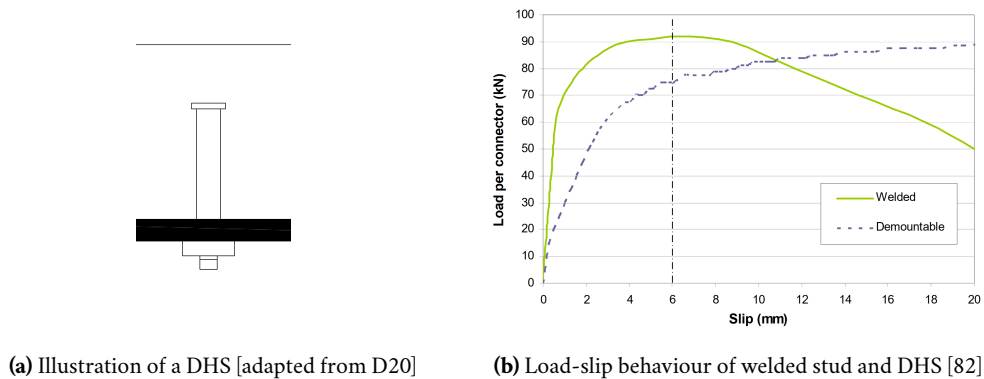 100
90
80
70
60
50
40
30
20
10
0
Load per connector (kN)
Welded
Demountable
0 2 4 6 8 10 12 14 16 18 20
Slip (mm)
(a) Illustration of a DHS [adapted from D20]
(b) Load-slip behaviour of welded stud and DHS [82]